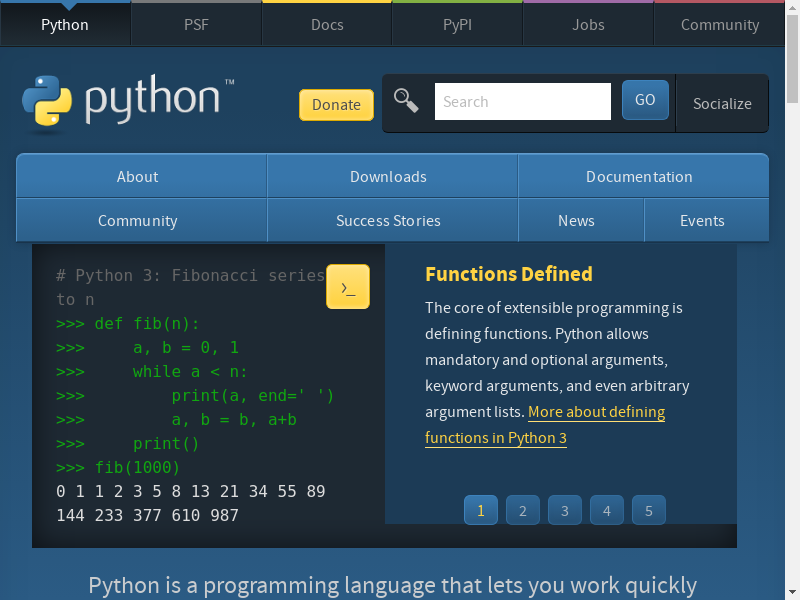 Python PSF Docs PyPI Jobs Community
python™ Donate Search GO Socialize
About Downloads Documentation
Community Success Stories News Events
# Python 3: Fibonacci series
to n
>>> def fib(n):
>>>     a, b = 0, 1
>>>     while a < n:
>>>         print(a, end=' ')
>>>         a, b = b, a+b
>>>     print()
>>> fib(1000)
0 1 1 2 3 5 8 13 21 34 55 89
144 233 377 610 987
>_
Functions Defined
The core of extensible programming is
defining functions. Python allows
mandatory and optional arguments,
keyword arguments, and even arbitrary
argument lists. More about defining
functions in Python 3
1 2 3 4 5
Python is a programming language that lets you work quickly